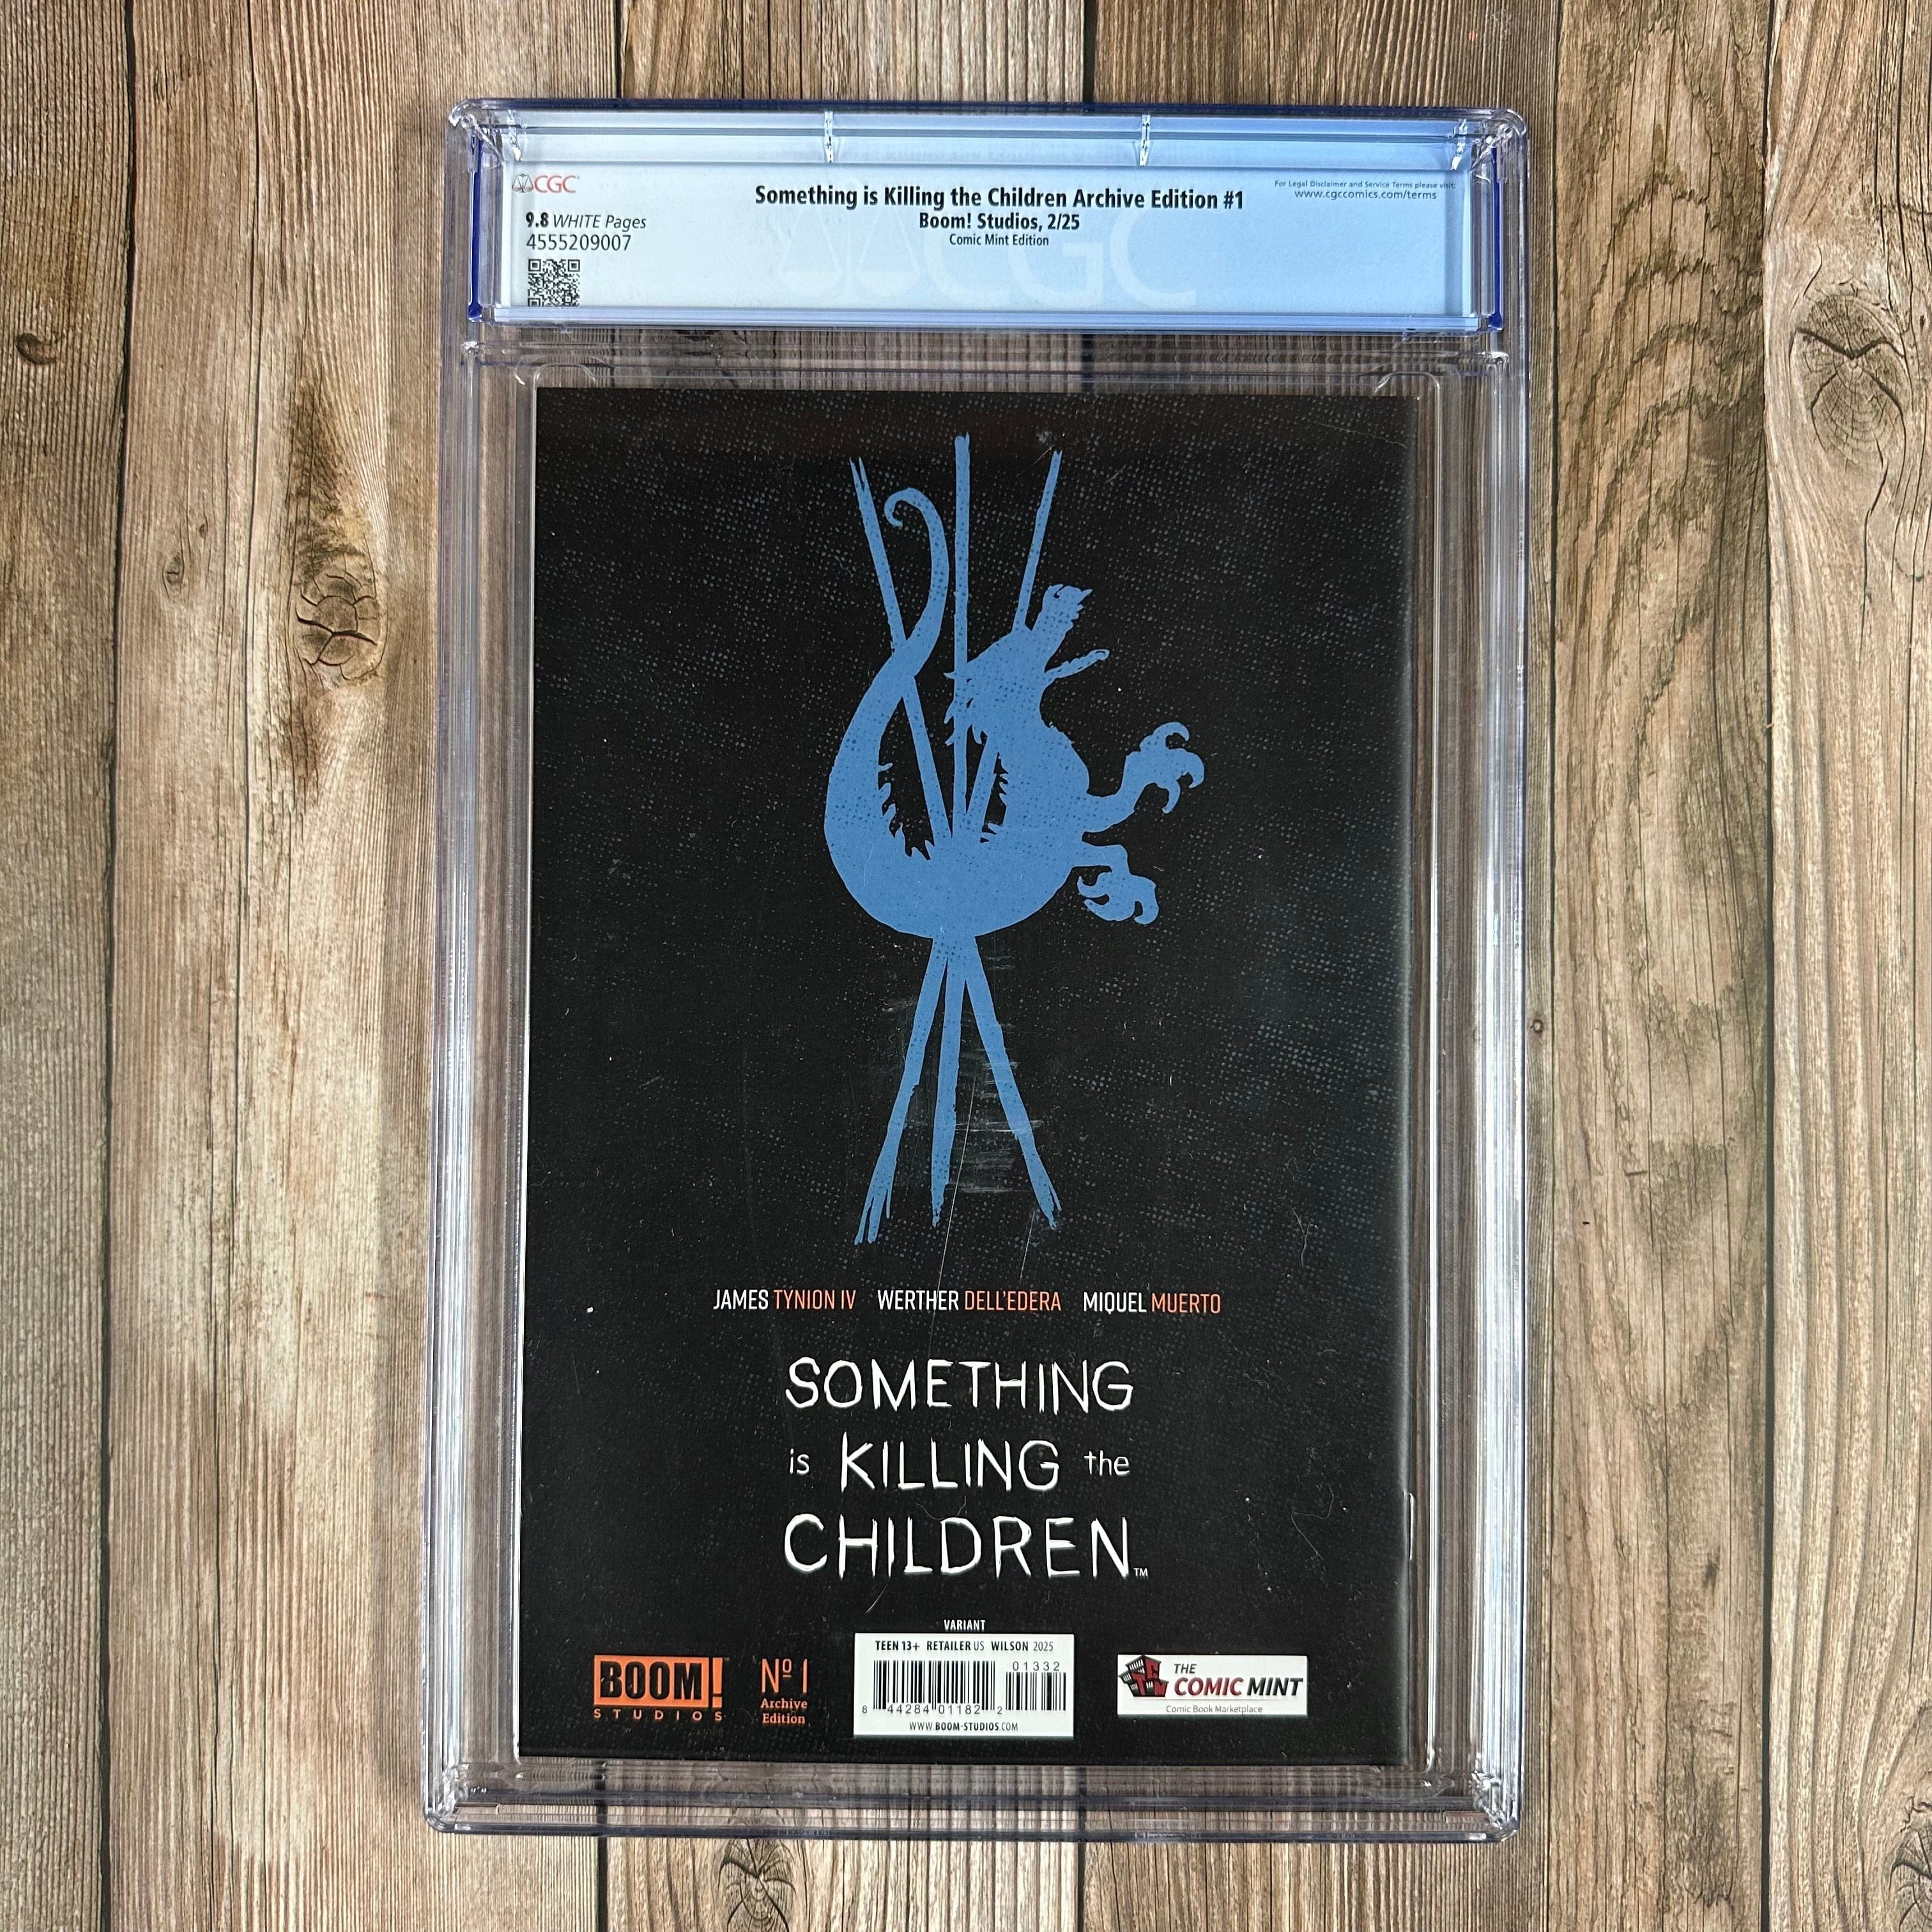 CGC
Something is Killing the Children Archive Edition #1
For Legal Disclaimer and Service Terms please visit:
www.cgccomics.com/terms
9.8 WHITE Pages
Boom! Studios, 2/25
4555209007
Comic Mint Edition
CGC
JAMES TYNION IV WERTHER DELL'EDERA MIQUEL MUERTO
SOMETHING
is KILLING the
CHILDREN™
VARIANT
TEEN 13+ RETAILER US WILSON 2025
01332
8 44284 01182 2
WWW.BOOM-STUDIOS.COM
BOOM!
STUDIOS
Nº 1
Archive
Edition
THE
COMIC MINT
Comic Book Marketplace